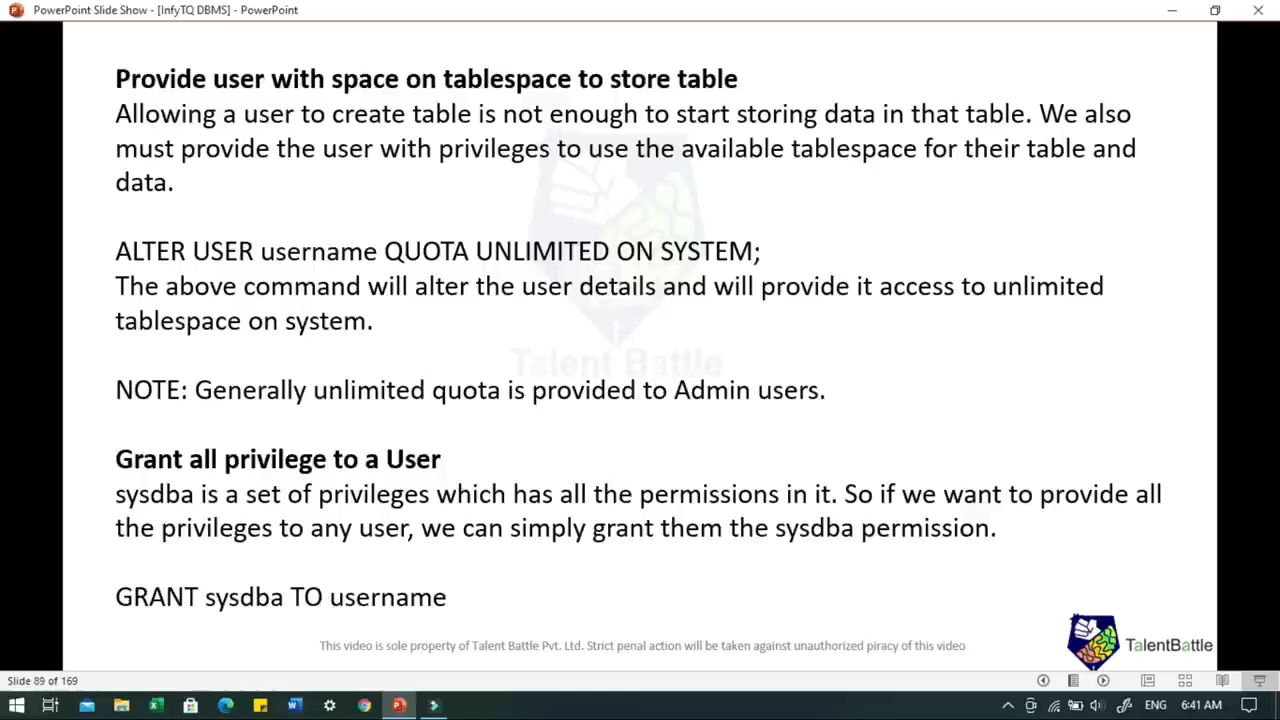 PowerPoint Slide Show - [InfyTQ DBMS] - PowerPoint
Provide user with space on tablespace to store table
Allowing a user to create table is not enough to start storing data in that table. We also
must provide the user with privileges to use the available tablespace for their table and
data.
ALTER USER username QUOTA UNLIMITED ON SYSTEM;
The above command will alter the user details and will provide it access to unlimited
tablespace on system.
Talent Battle
NOTE: Generally unlimited quota is provided to Admin users.
Grant all privilege to a User
sysdba is a set of privileges which has all the permissions in it. So if we want to provide all
the privileges to any user, we can simply grant them the sysdba permission.
GRANT sysdba TO username
This video is sole property of Talent Battle Pvt. Ltd. Strict penal action will be taken against unauthorized piracy of this video
TalentBattle
Slide 89 of 169
ENG 6:41 AM